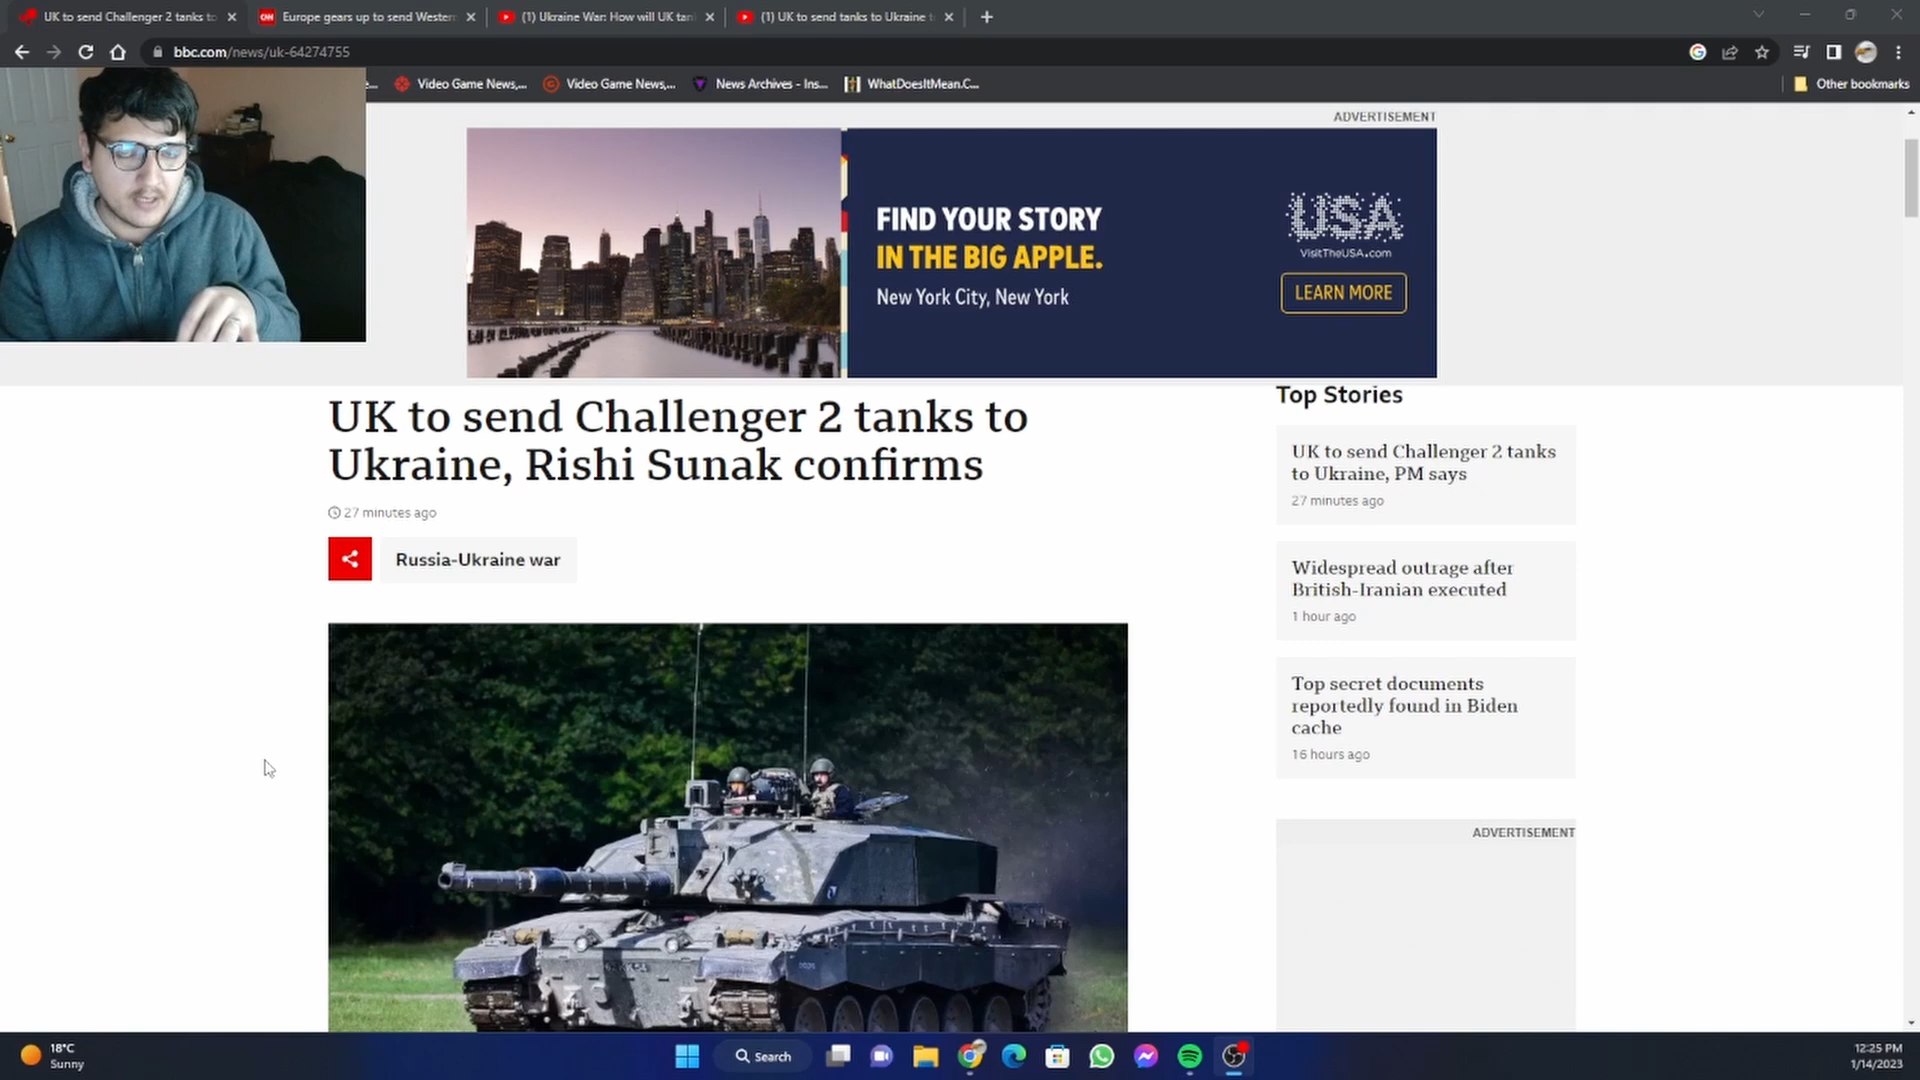 UK to send Challenger 2 tanks to
Europe gears up to send Western
(1) Ukraine War: How will UK tan
(1) UK to send tanks to Ukraine t
bbc.com/news/uk-64274755
e...
Video Game News,...
Video Game News,...
News Archives - Ins...
WhatDoesItMean.C...
Other bookmarks
ADVERTISEMENT
FIND YOUR STORY
IN THE BIG APPLE.
New York City, New York
USA
VisitTheUSA.com
LEARN MORE
UK to send Challenger 2 tanks to
Ukraine, Rishi Sunak confirms
27 minutes ago
Russia-Ukraine war
Top Stories
UK to send Challenger 2 tanks
to Ukraine, PM says
27 minutes ago
Widespread outrage after
British-Iranian executed
1 hour ago
Top secret documents
reportedly found in Biden
cache
16 hours ago
ADVERTISEMENT
18°C
Sunny
Search
12:25 PM
1/14/2023